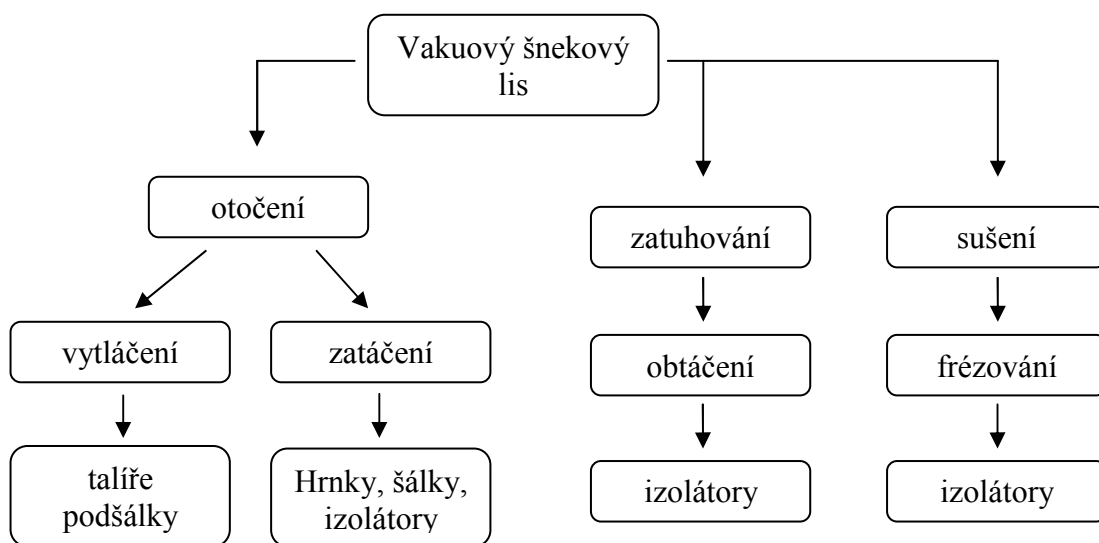 Vakuový šnekový
lis
otočení
zatuhování
sušení
vytláčení
zatáčení
obtáčení
frézování
talíře
podšálky
Hrnky, šálky,
izolátory
izolátory
izolátory